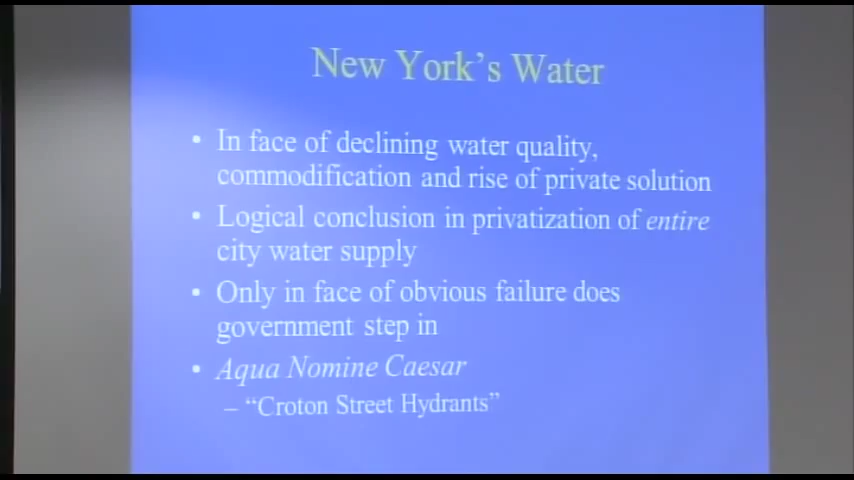 New York's Water
• In face of declining water quality,
commodification and rise of private solution
• Logical conclusion in privatization of entire
city water supply
• Only in face of obvious failure does
government step in
• Aqua Nomine Caesar
– “Croton Street Hydrants”